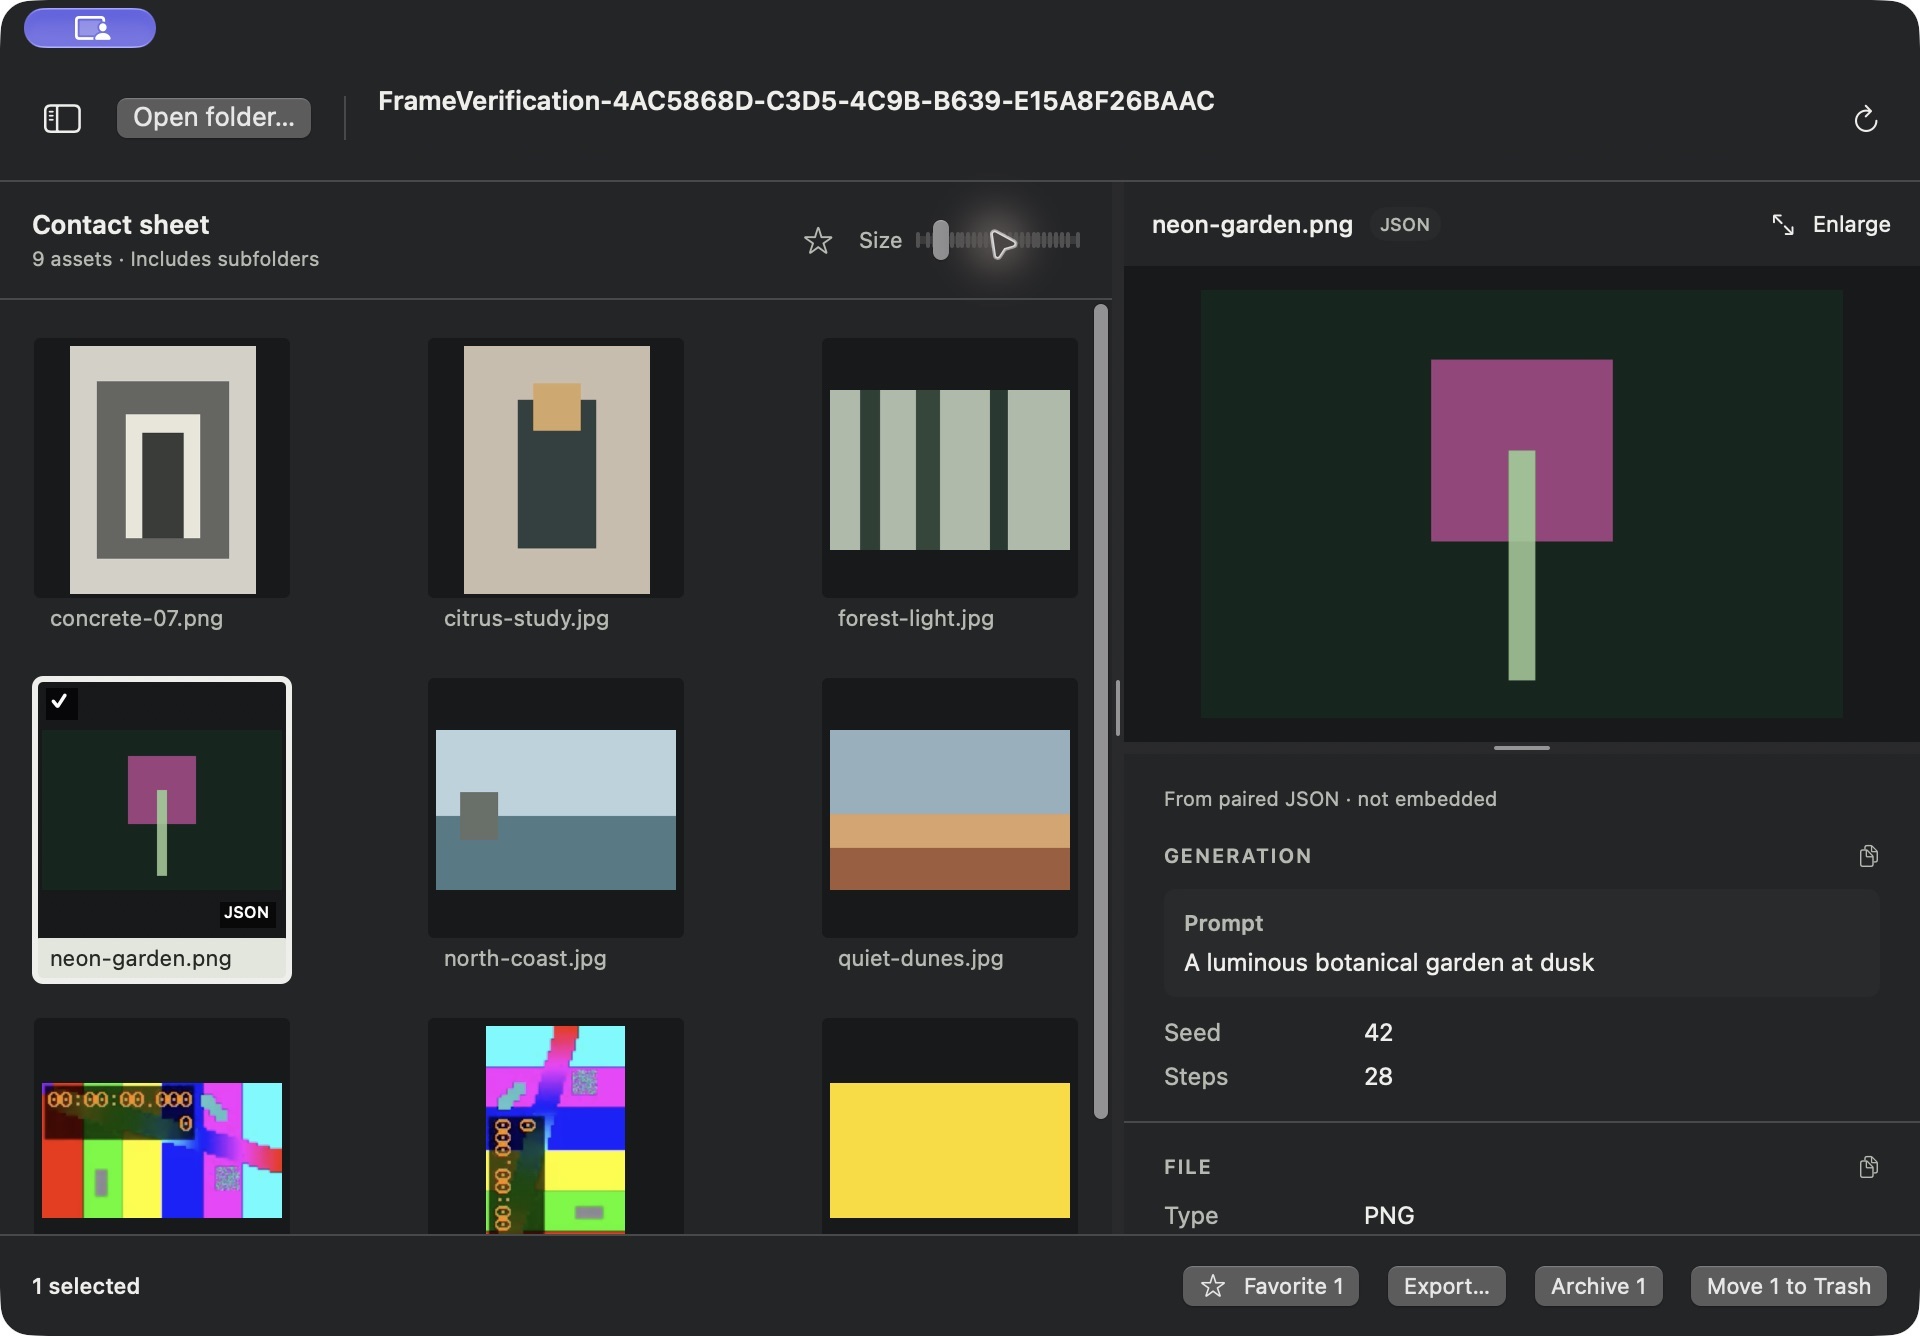 Open folder...
FrameVerification-4AC5868D-C3D5-4C9B-B639-E15A8F26BAAC
Contact sheet
9 assets · Includes subfolders
Size
concrete-07.png
citrus-study.jpg
forest-light.jpg
JSON
neon-garden.png
north-coast.jpg
quiet-dunes.jpg
00:00:00.000
0
neon-garden.png JSON
Enlarge
From paired JSON · not embedded
GENERATION
Prompt
A luminous botanical garden at dusk
Seed 42
Steps 28
FILE
Type PNG
1 selected
Favorite 1
Export...
Archive 1
Move 1 to Trash